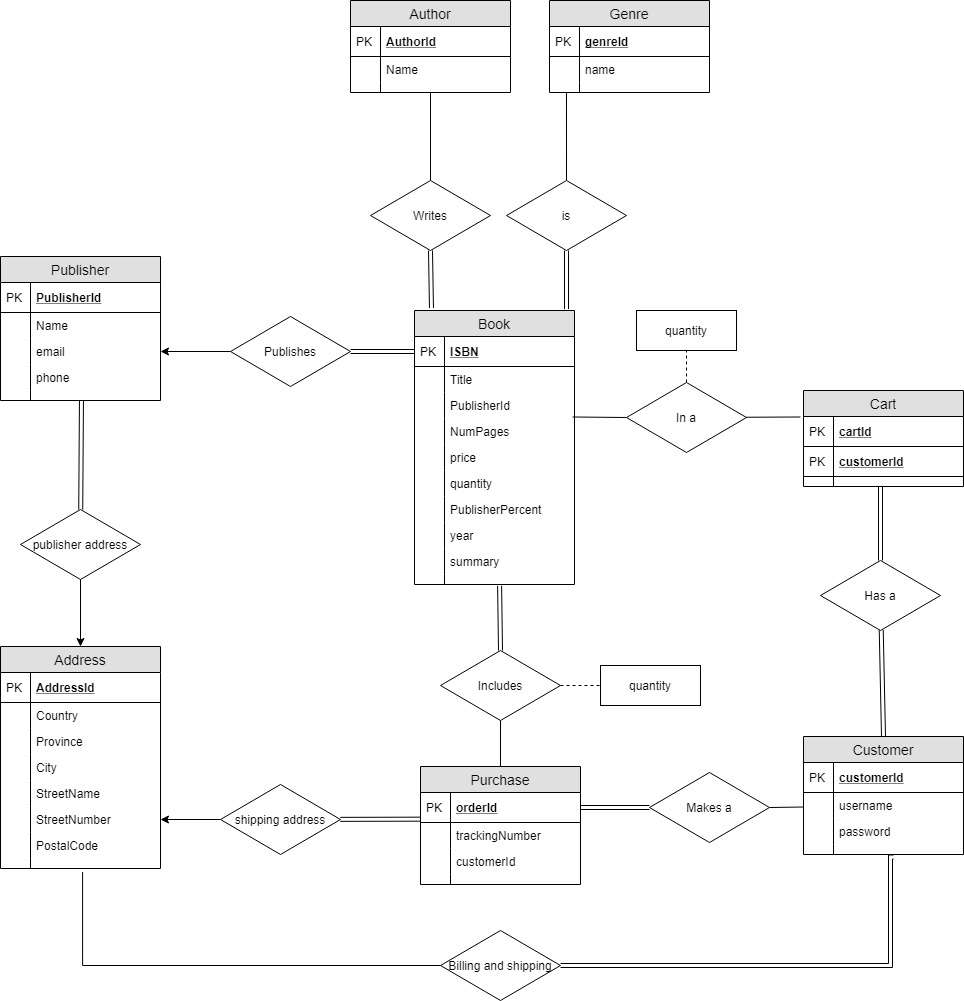 Author
PK AuthorId
Name
Genre
PK genreId
name
Writes
is
Publisher
PK PublisherId
Name
email
phone
Publishes
Book
PK ISBN
Title
PublisherId
NumPages
price
quantity
PublisherPercent
year
summary
quantity
In a
Cart
PK cartId
PK customerId
publisher address
Has a
Address
PK AddressId
Country
Province
City
StreetName
StreetNumber
PostalCode
Includes
quantity
shipping address
Purchase
PK orderId
trackingNumber
customerId
Makes a
Customer
PK customerId
username
password
Billing and shipping